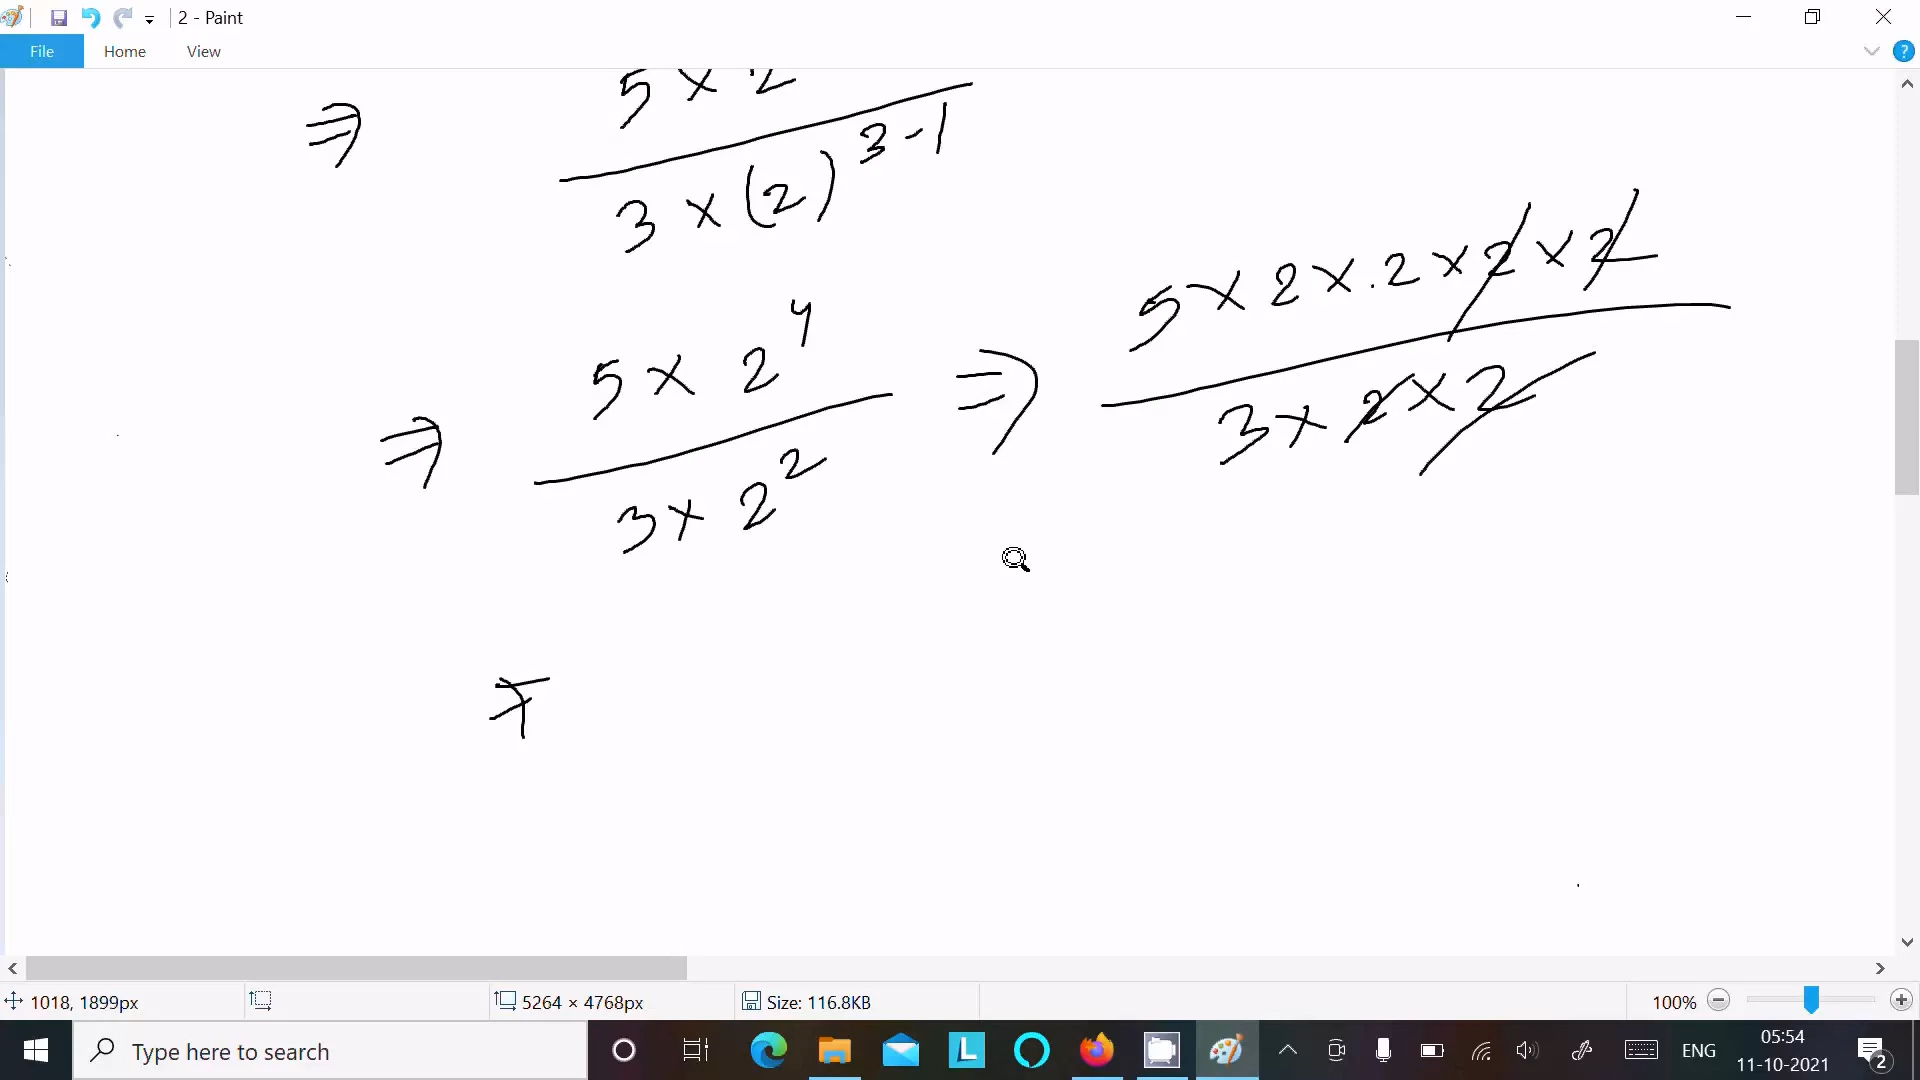 2 - Paint
File Home View
⇒ 5 × 2
3 × (2)^3-1
⇒ 5 × 2^4 ⇒ 5 × 2 × . 2 × 2 × 2
3 × 2^2 3 × 2 × 2
1018, 1899px 5264 × 4768px Size: 116.8KB 100%
Type here to search L ENG 05:54
11-10-2021 2